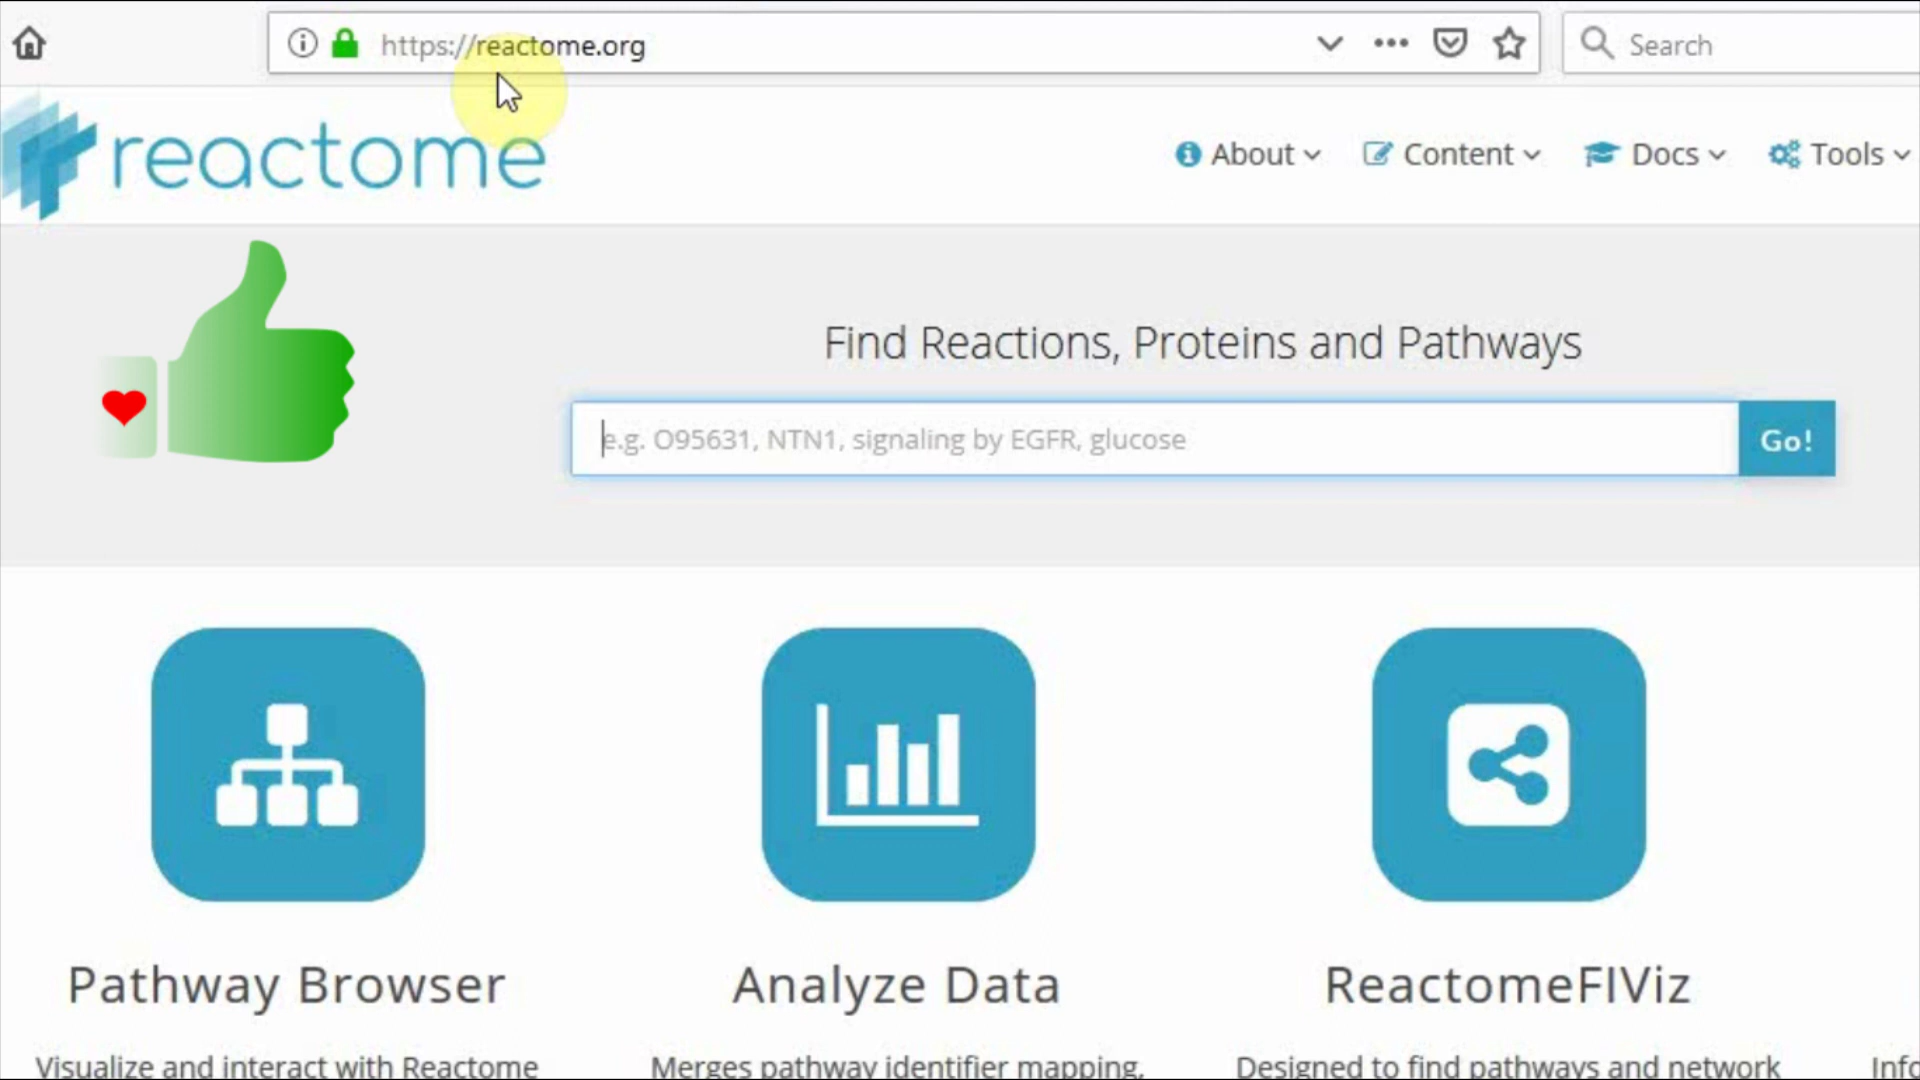 https://reactome.org
Search
reactome
About
Content
Docs
Tools
Find Reactions, Proteins and Pathways
e.g. O95631, NTN1, signaling by EGFR, glucose
Go!
Pathway Browser
Analyze Data
ReactomeFIViz
Visualize and interact with Reactome
Merges pathway identifier mapping,
Designed to find pathways and network